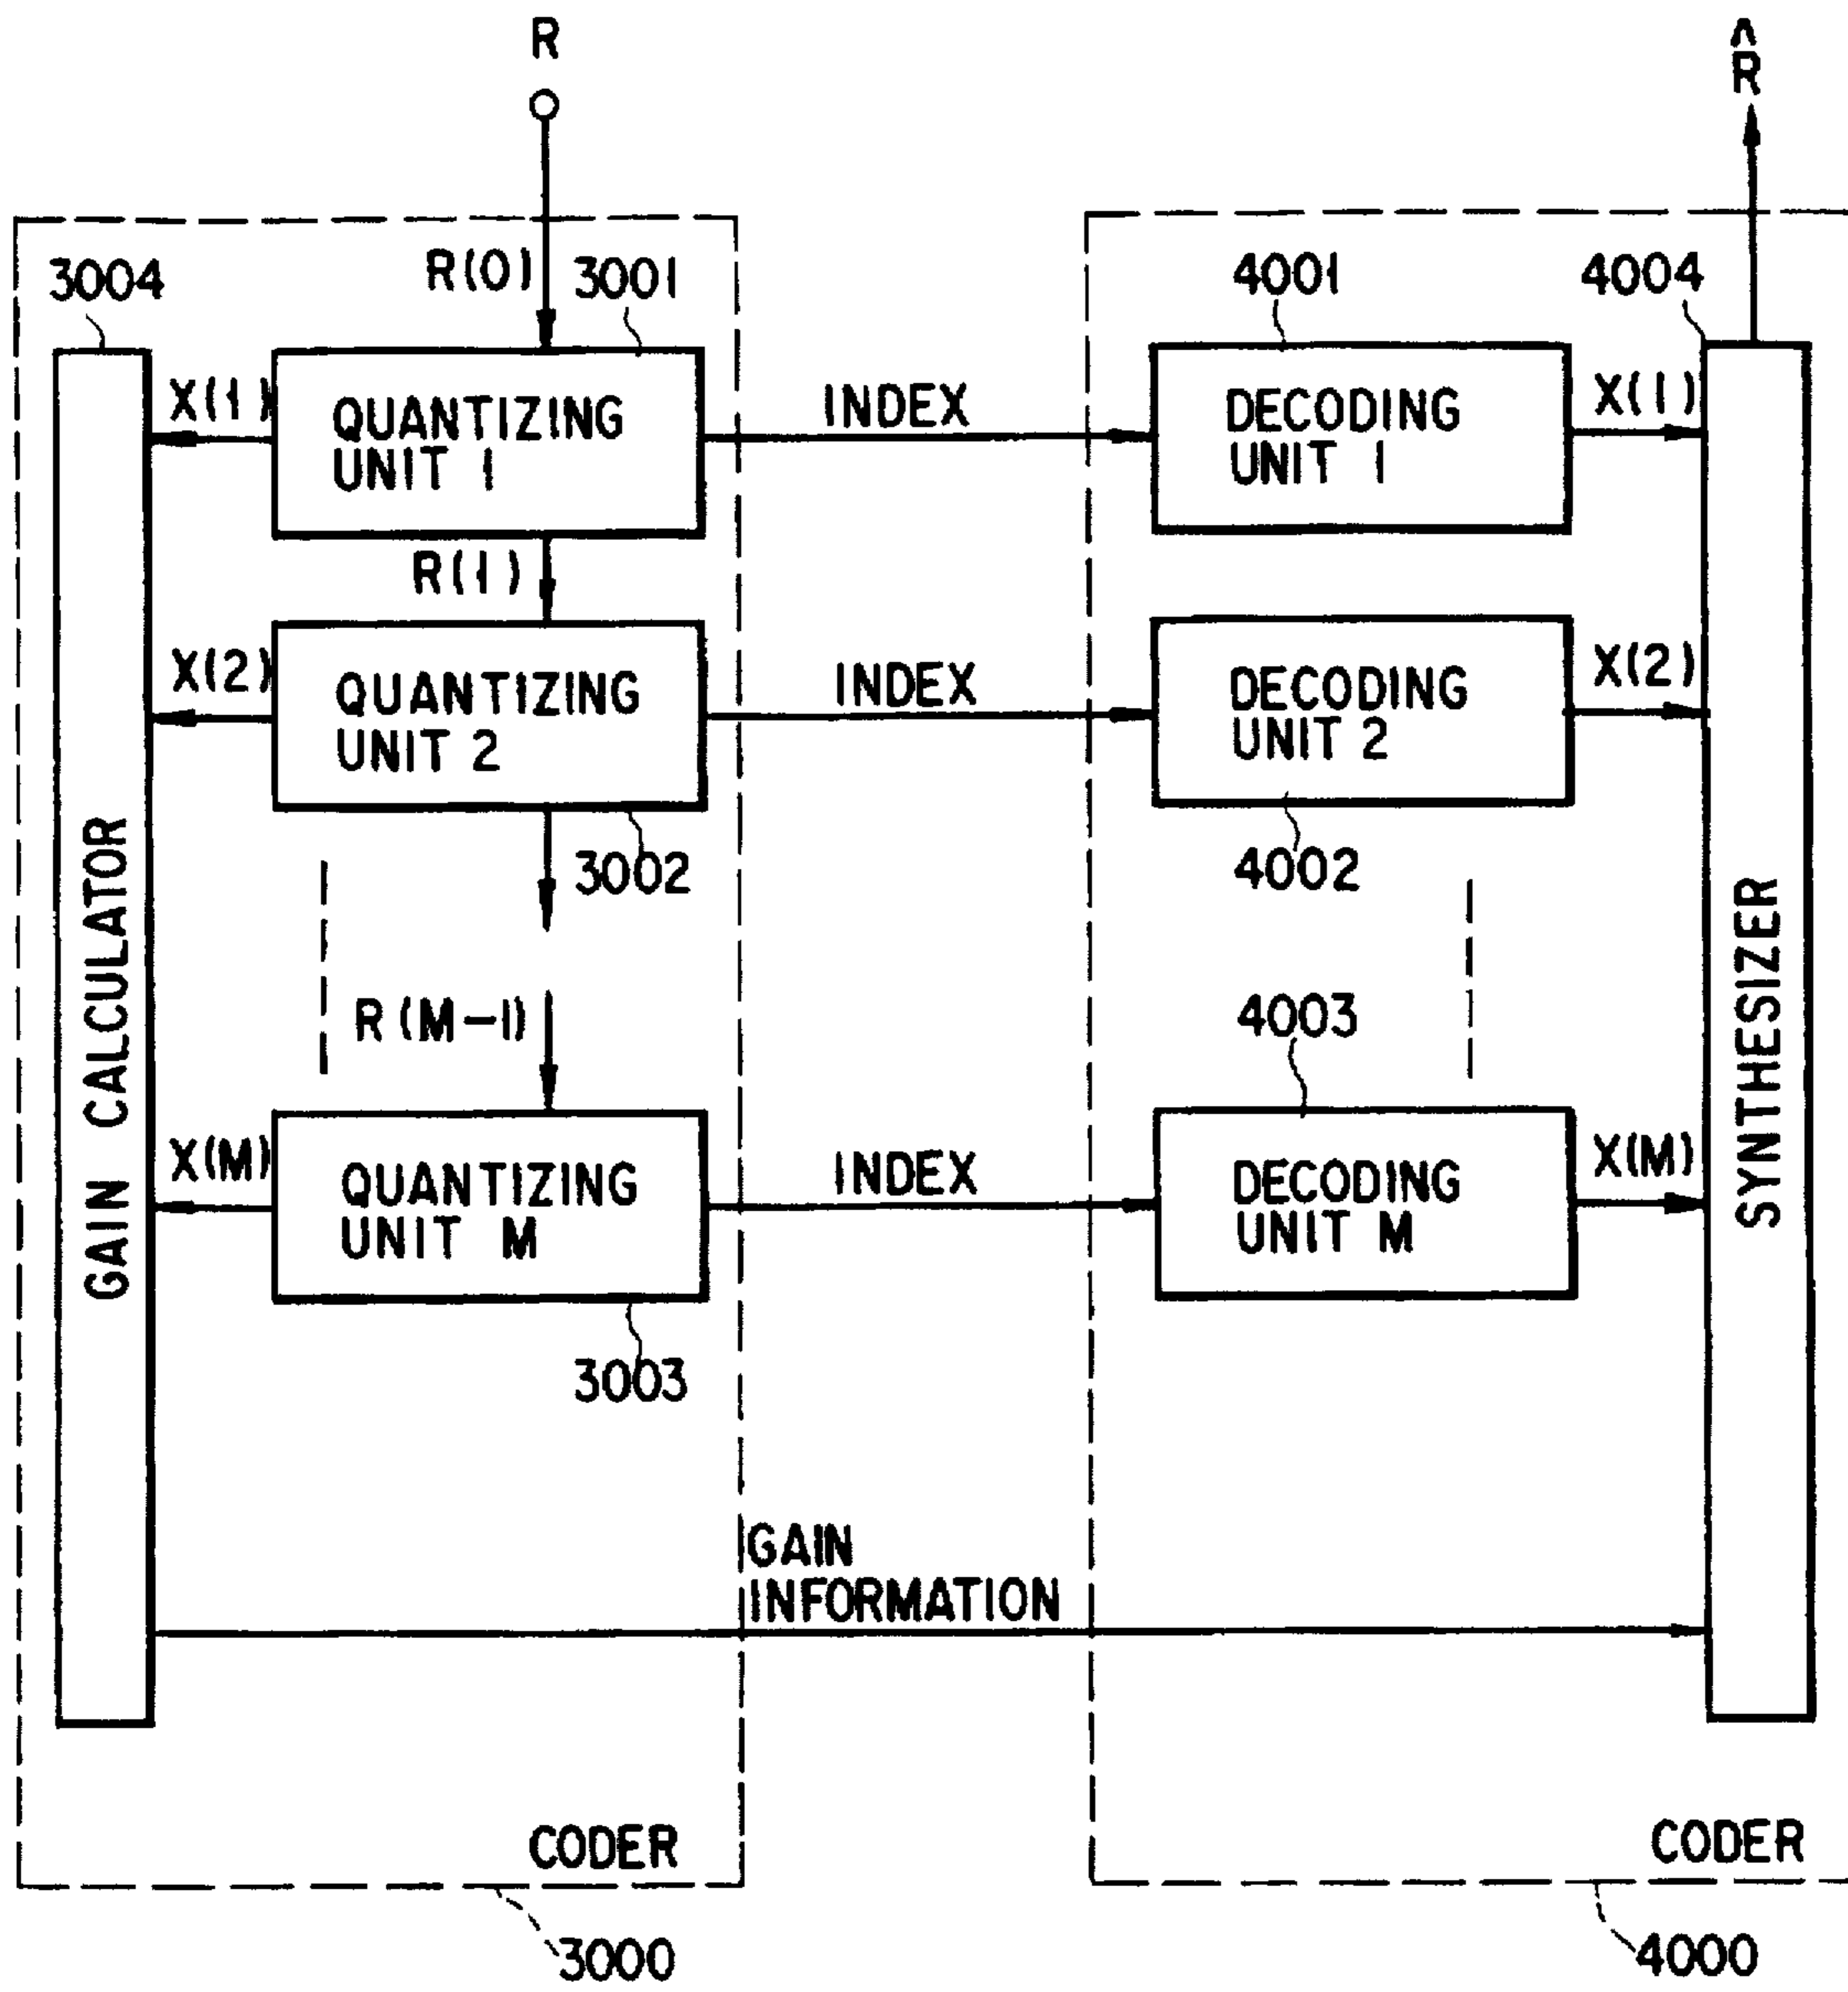 R
^
R
R(0)
3004
3001
4001
4004
X(1)
QUANTIZING
UNIT 1
INDEX
DECODING
UNIT 1
X(1)
R(1)
X(2)
QUANTIZING
UNIT 2
INDEX
DECODING
UNIT 2
X(2)
3002
4002
GAIN CALCULATOR
SYNTHESIZER
R(M-1)
4003
X(M)
QUANTIZING
UNIT M
INDEX
DECODING
UNIT M
X(M)
3003
GAIN
INFORMATION
CODER
CODER
3000
4000